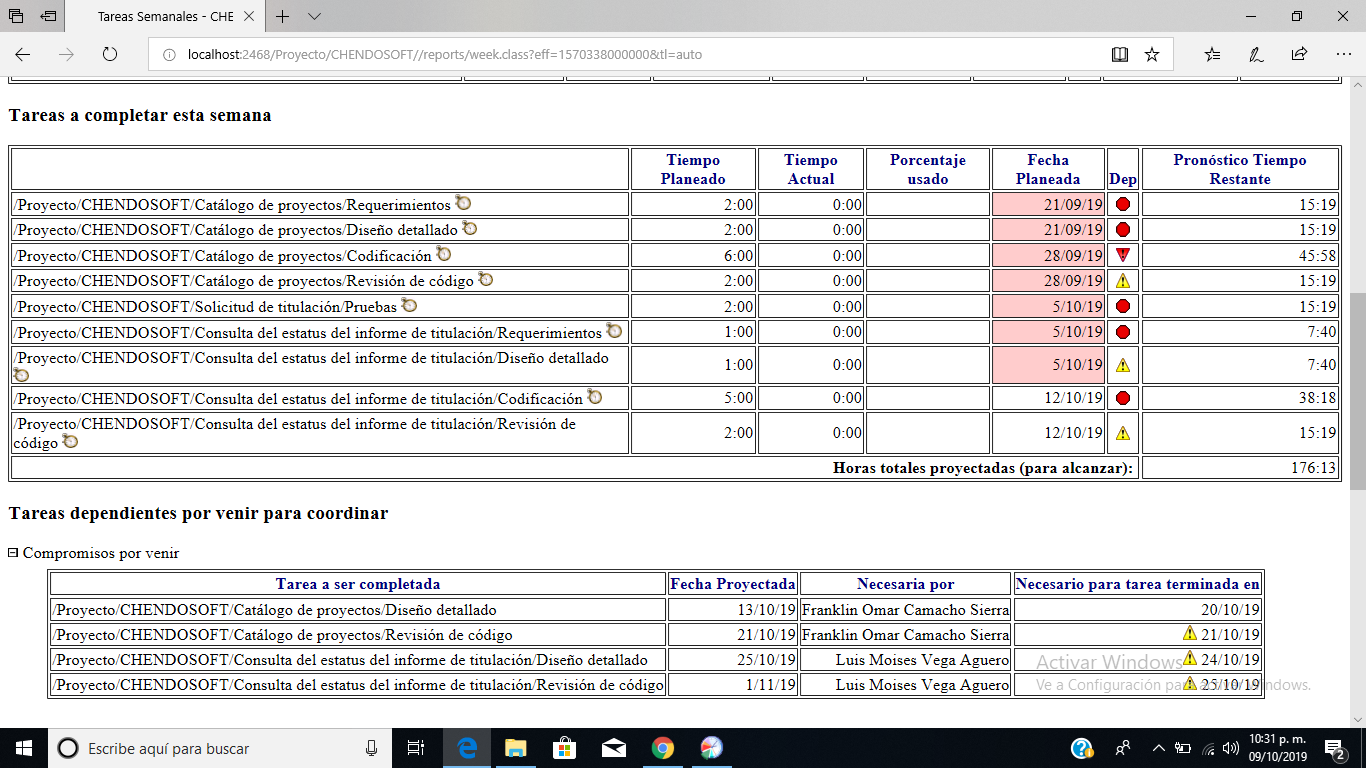 Tareas Semanales - CHE
localhost:2468/Proyecto/CHENDOSOFT//reports/week.class?eff=1570338000000&tl=auto
Tareas a completar esta semana
Tiempo Planeado Tiempo Actual Porcentaje usado Fecha Planeada Dep Pronóstico Tiempo Restante
/Proyecto/CHENDOSOFT/Catálogo de proyectos/Requerimientos 2:00 0:00 21/09/19 15:19
/Proyecto/CHENDOSOFT/Catálogo de proyectos/Diseño detallado 2:00 0:00 21/09/19 15:19
/Proyecto/CHENDOSOFT/Catálogo de proyectos/Codificación 6:00 0:00 28/09/19 45:58
/Proyecto/CHENDOSOFT/Catálogo de proyectos/Revisión de código 2:00 0:00 28/09/19 15:19
/Proyecto/CHENDOSOFT/Solicitud de titulación/Pruebas 2:00 0:00 5/10/19 15:19
/Proyecto/CHENDOSOFT/Consulta del estatus del informe de titulación/Requerimientos 1:00 0:00 5/10/19 7:40
/Proyecto/CHENDOSOFT/Consulta del estatus del informe de titulación/Diseño detallado 1:00 0:00 5/10/19 7:40
/Proyecto/CHENDOSOFT/Consulta del estatus del informe de titulación/Codificación 5:00 0:00 12/10/19 38:18
/Proyecto/CHENDOSOFT/Consulta del estatus del informe de titulación/Revisión de
código 2:00 0:00 12/10/19 15:19
Horas totales proyectadas (para alcanzar): 176:13
Tareas dependientes por venir para coordinar
Compromisos por venir
Tarea a ser completada Fecha Proyectada Necesaria por Necesario para tarea terminada en
/Proyecto/CHENDOSOFT/Catálogo de proyectos/Diseño detallado 13/10/19 Franklin Omar Camacho Sierra 20/10/19
/Proyecto/CHENDOSOFT/Catálogo de proyectos/Revisión de código 21/10/19 Franklin Omar Camacho Sierra 21/10/19
/Proyecto/CHENDOSOFT/Consulta del estatus del informe de titulación/Diseño detallado 25/10/19 Luis Moises Vega Aguero 24/10/19
/Proyecto/CHENDOSOFT/Consulta del estatus del informe de titulación/Revisión de código 1/11/19 Luis Moises Vega Aguero 25/10/19
Activar Windows
Ve a Configuración para activar Windows.
Escribe aquí para buscar
10:31 p. m.
09/10/2019
2